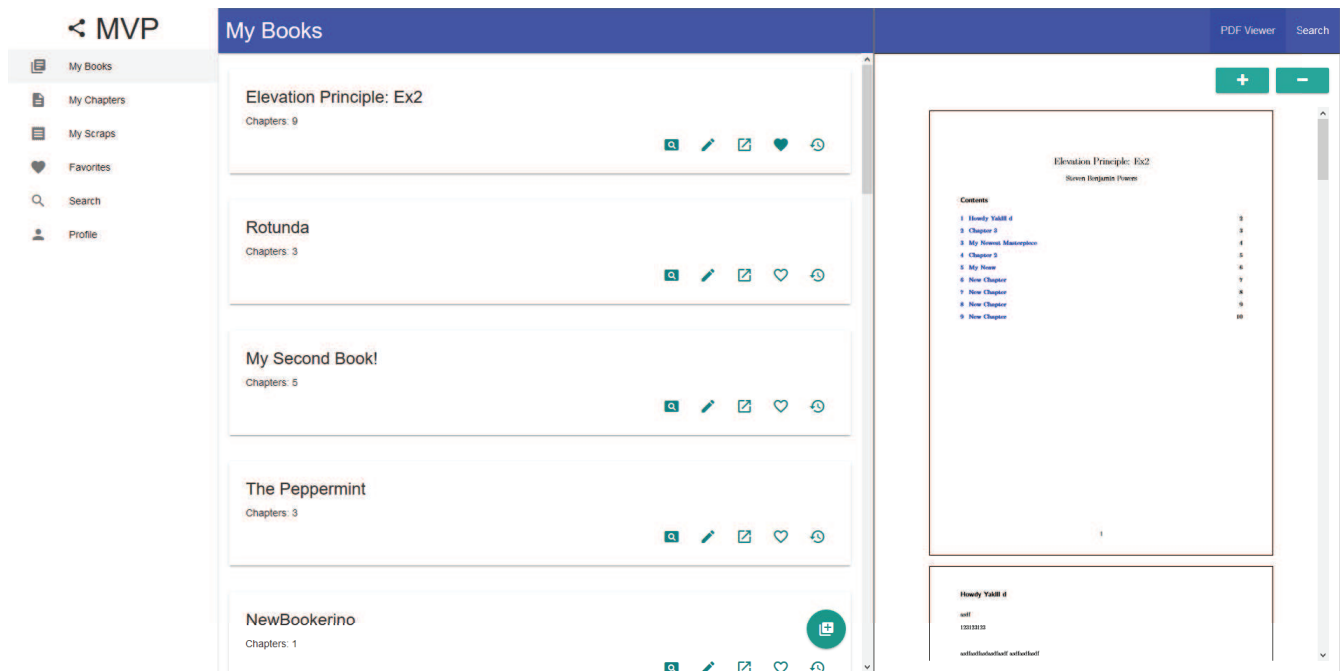 MVP
My Books
My Chapters
My Scraps
Favorites
Search
Profile
My Books
Elevation Principle: Ex2
Chapters: 9
Rotunda
Chapters: 3
My Second Book!
Chapters: 5
The Peppermint
Chapters: 3
NewBookerino
Chapters: 1
PDF Viewer Search
Elevation Principle: Ex2
Steven Benjamin Powers
Contents
1 Howdy Yakill d 2
2 Chapter 3 3
3 My Newest Masterpiece 4
4 Chapter 2 5
5 My None 6
6 New Chapter 7
7 New Chapter 8
8 New Chapter 9
9 New Chapter 10
1
Howdy Yakill d
asdf
123123123